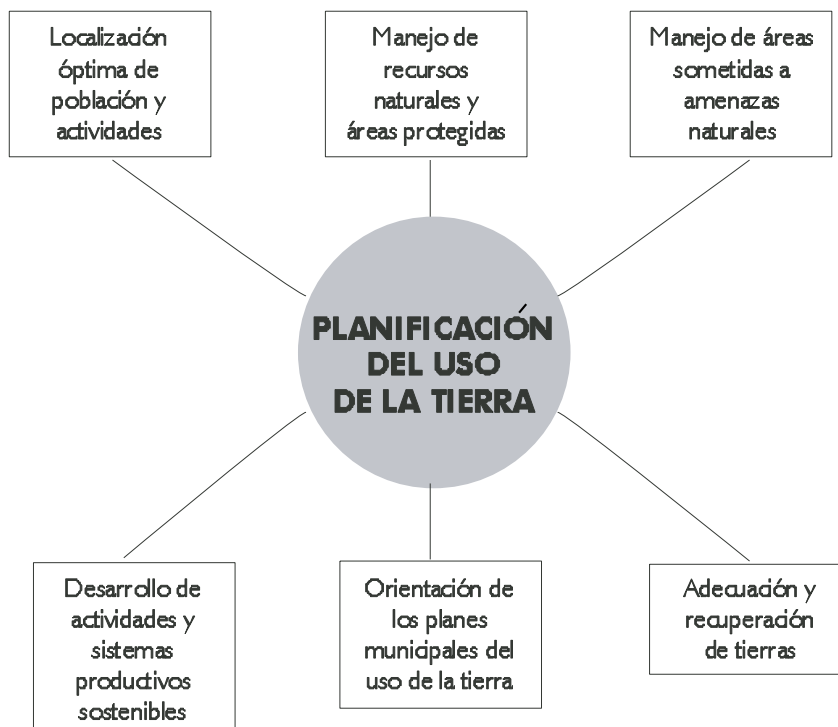 Localización
óptima de
población y
actividades
Manejo de
recursos
naturales y
áreas protegidas
Manejo de áreas
sometidas a
amenazas
naturales
PLANIFICACIÓN
DEL USO
DE LA TIERRA
Desarrollo de
actividades y
sistemas
productivos
sostenibles
Orientación de
los planes
municipales del
uso de la tierra
Adecuación y
recuperación
de tierras